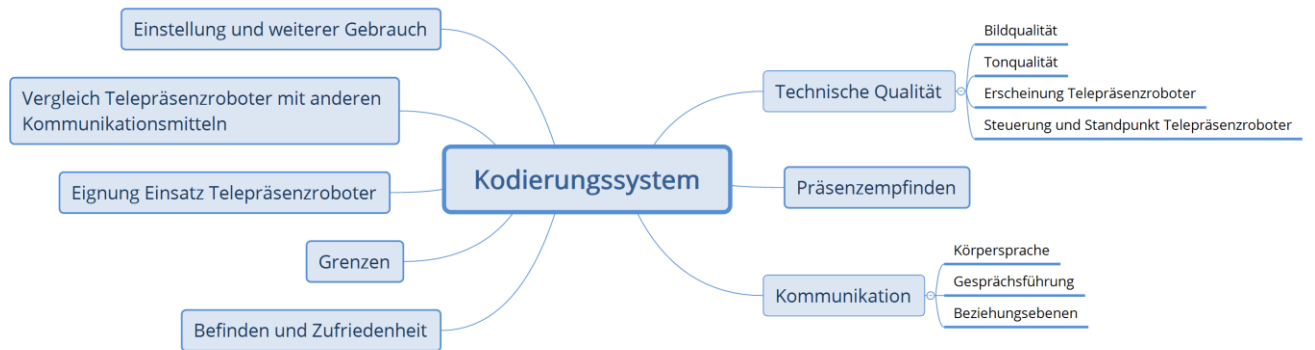 Einstellung und weiterer Gebrauch
Vergleich Telepräsenzroboter mit anderen
Kommunikationsmitteln
Eignung Einsatz Telepräsenzroboter
Grenzen
Befinden und Zufriedenheit
Kodierungssystem
Technische Qualität
Bildqualität
Tonqualität
Erscheinung Telepräsenzroboter
Steuerung und Standpunkt Telepräsenzroboter
Präsenzempfinden
Kommunikation
Körpersprache
Gesprächsführung
Beziehungsebenen